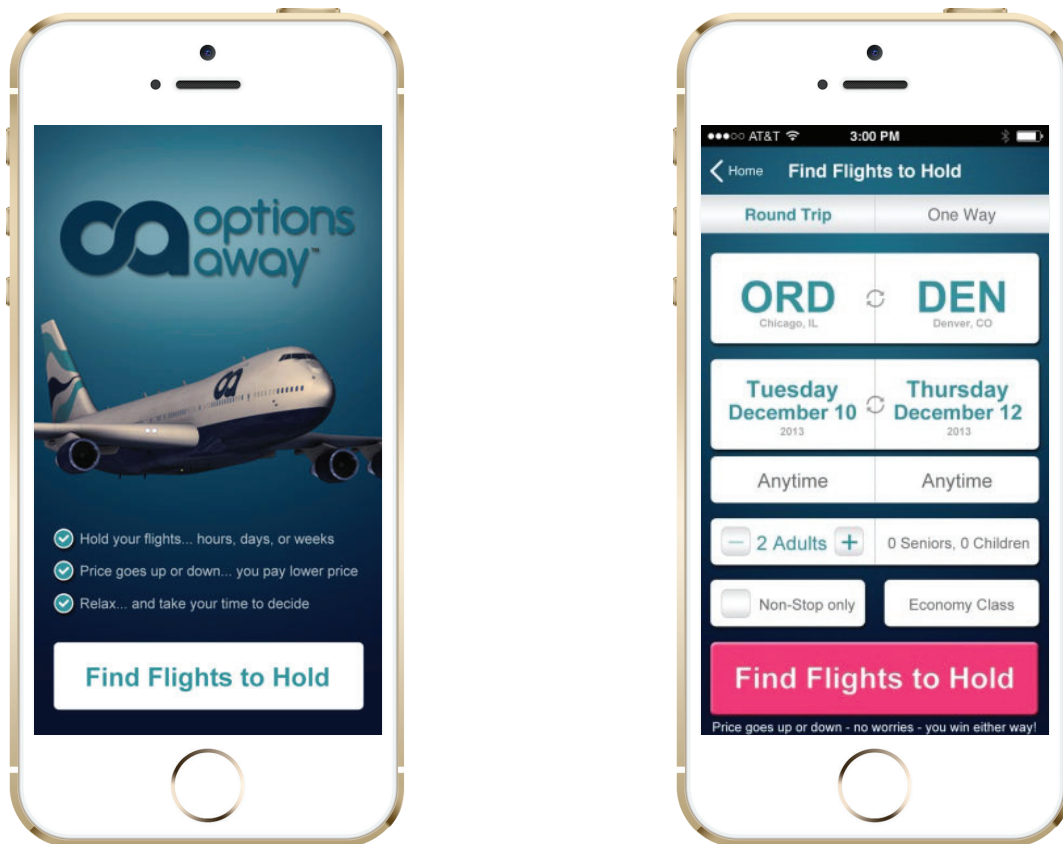 options
away™
Hold your flights... hours, days, or weeks
Price goes up or down... you pay lower price
Relax... and take your time to decide
Find Flights to Hold
AT&T 3:00 PM
Home Find Flights to Hold
Round Trip One Way
ORD DEN
Chicago, IL Denver, CO
Tuesday Thursday
December 10 December 12
2013 2013
Anytime Anytime
− 2 Adults + 0 Seniors, 0 Children
Non-Stop only Economy Class
Find Flights to Hold
Price goes up or down - no worries - you win either way!